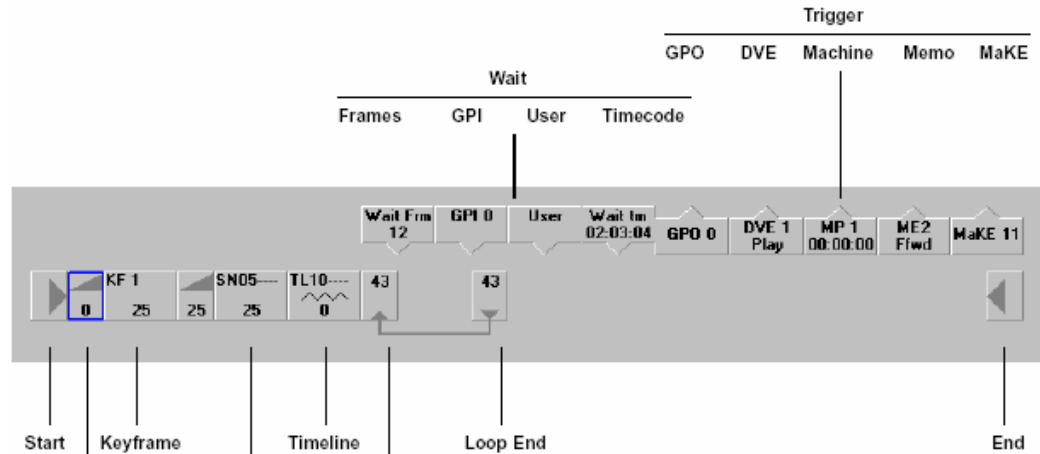 Trigger
GPO DVE Machine Memo MaKE
Wait
Frames GPI User Timecode
Wait Frm
12
GPI 0
User
Wait tm
02:03:04
GPO 0
DVE 1
Play
MP 1
00:00:00
ME2
Ffwd
MaKE 11
0
KF 1
25
25
SN05----
25
TL10----
0
43
43
Start Keyframe Timeline Loop End End